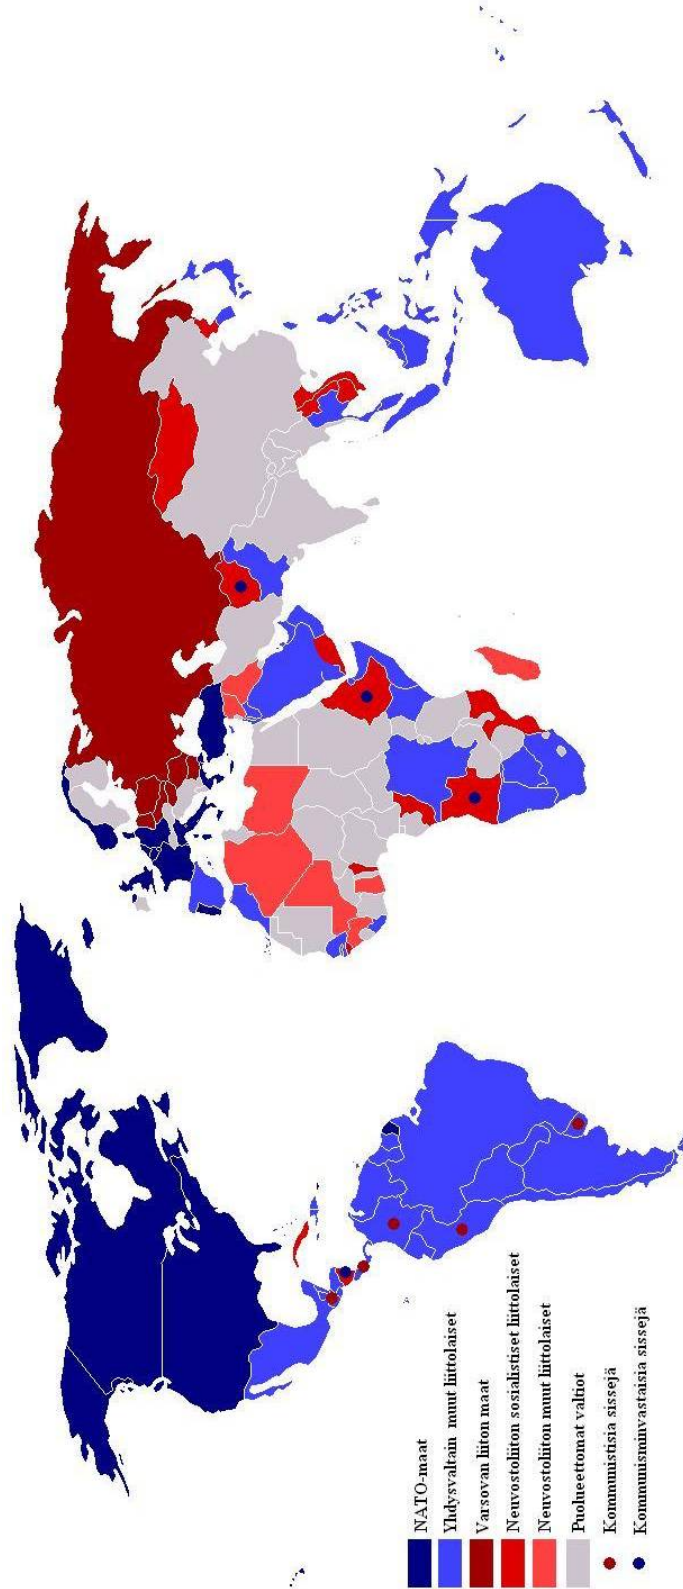 NATO-maat
Yhdysvaltain muut liittolaiset
Varsovan liiton maat
Neuvostoliiton sosialistiset liittolaiset
Neuvostoliiton muut liittolaiset
Puolueettomat valtiot
Kommunistisia sissejä
Kommunisminvastaisia sissejä